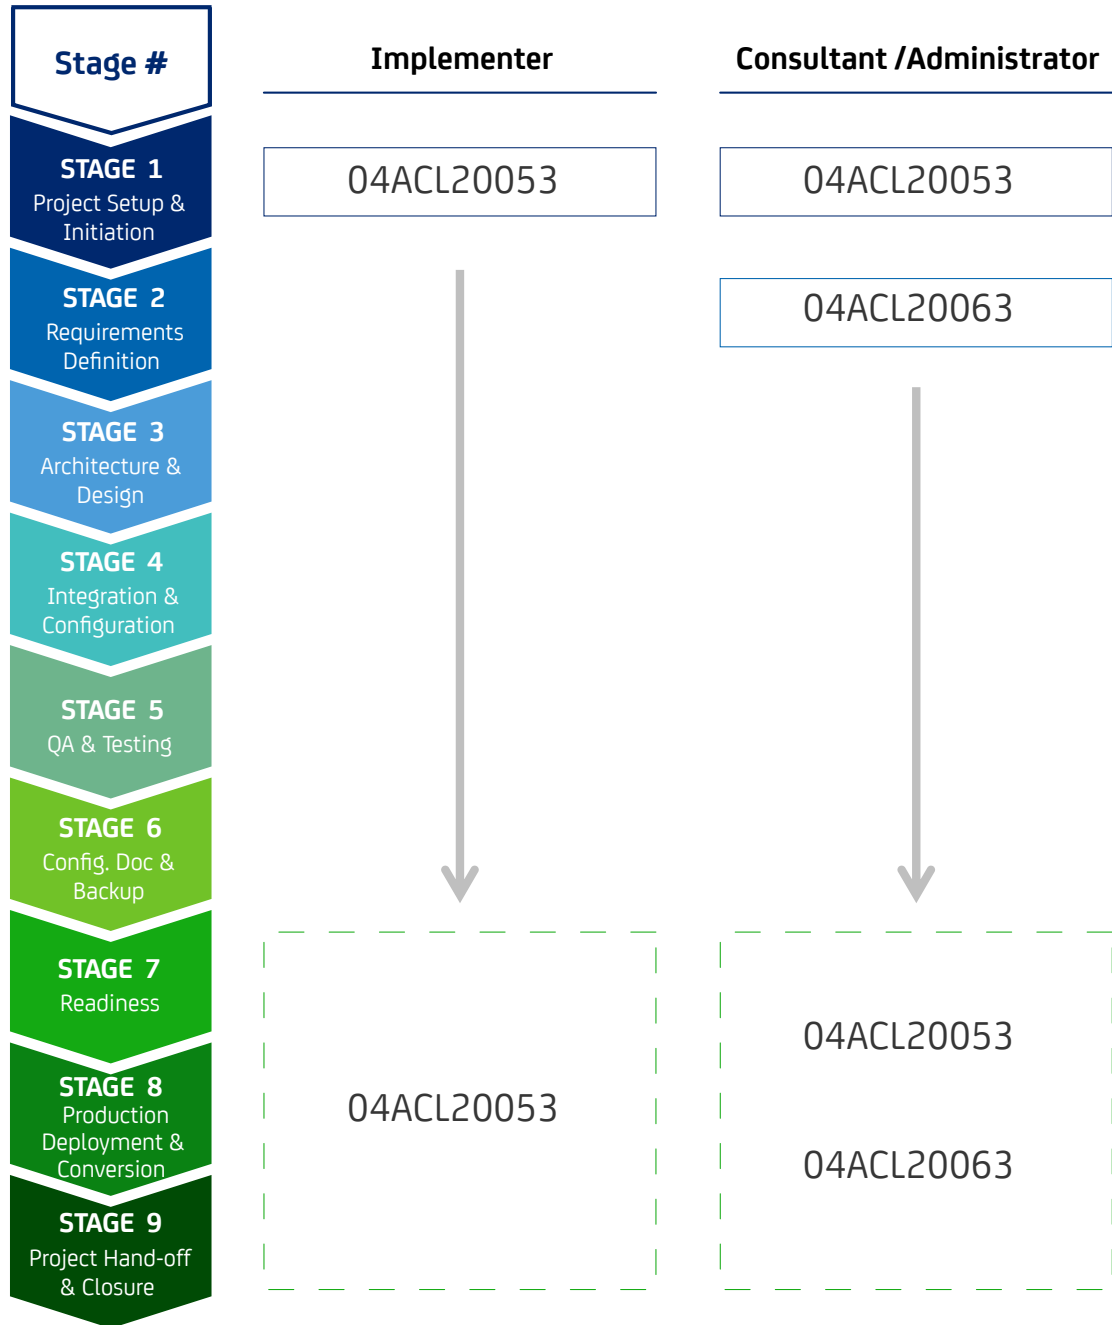 Stage #
Implementer
Consultant /Administrator
STAGE 1
Project Setup &
Initiation
04ACL20053
04ACL20053
STAGE 2
Requirements
Definition
04ACL20063
STAGE 3
Architecture &
Design
STAGE 4
Integration &
Configuration
STAGE 5
QA & Testing
STAGE 6
Config. Doc &
Backup
STAGE 7
Readiness
04ACL20053
STAGE 8
Production
Deployment &
Conversion
04ACL20053
04ACL20063
STAGE 9
Project Hand-off
& Closure